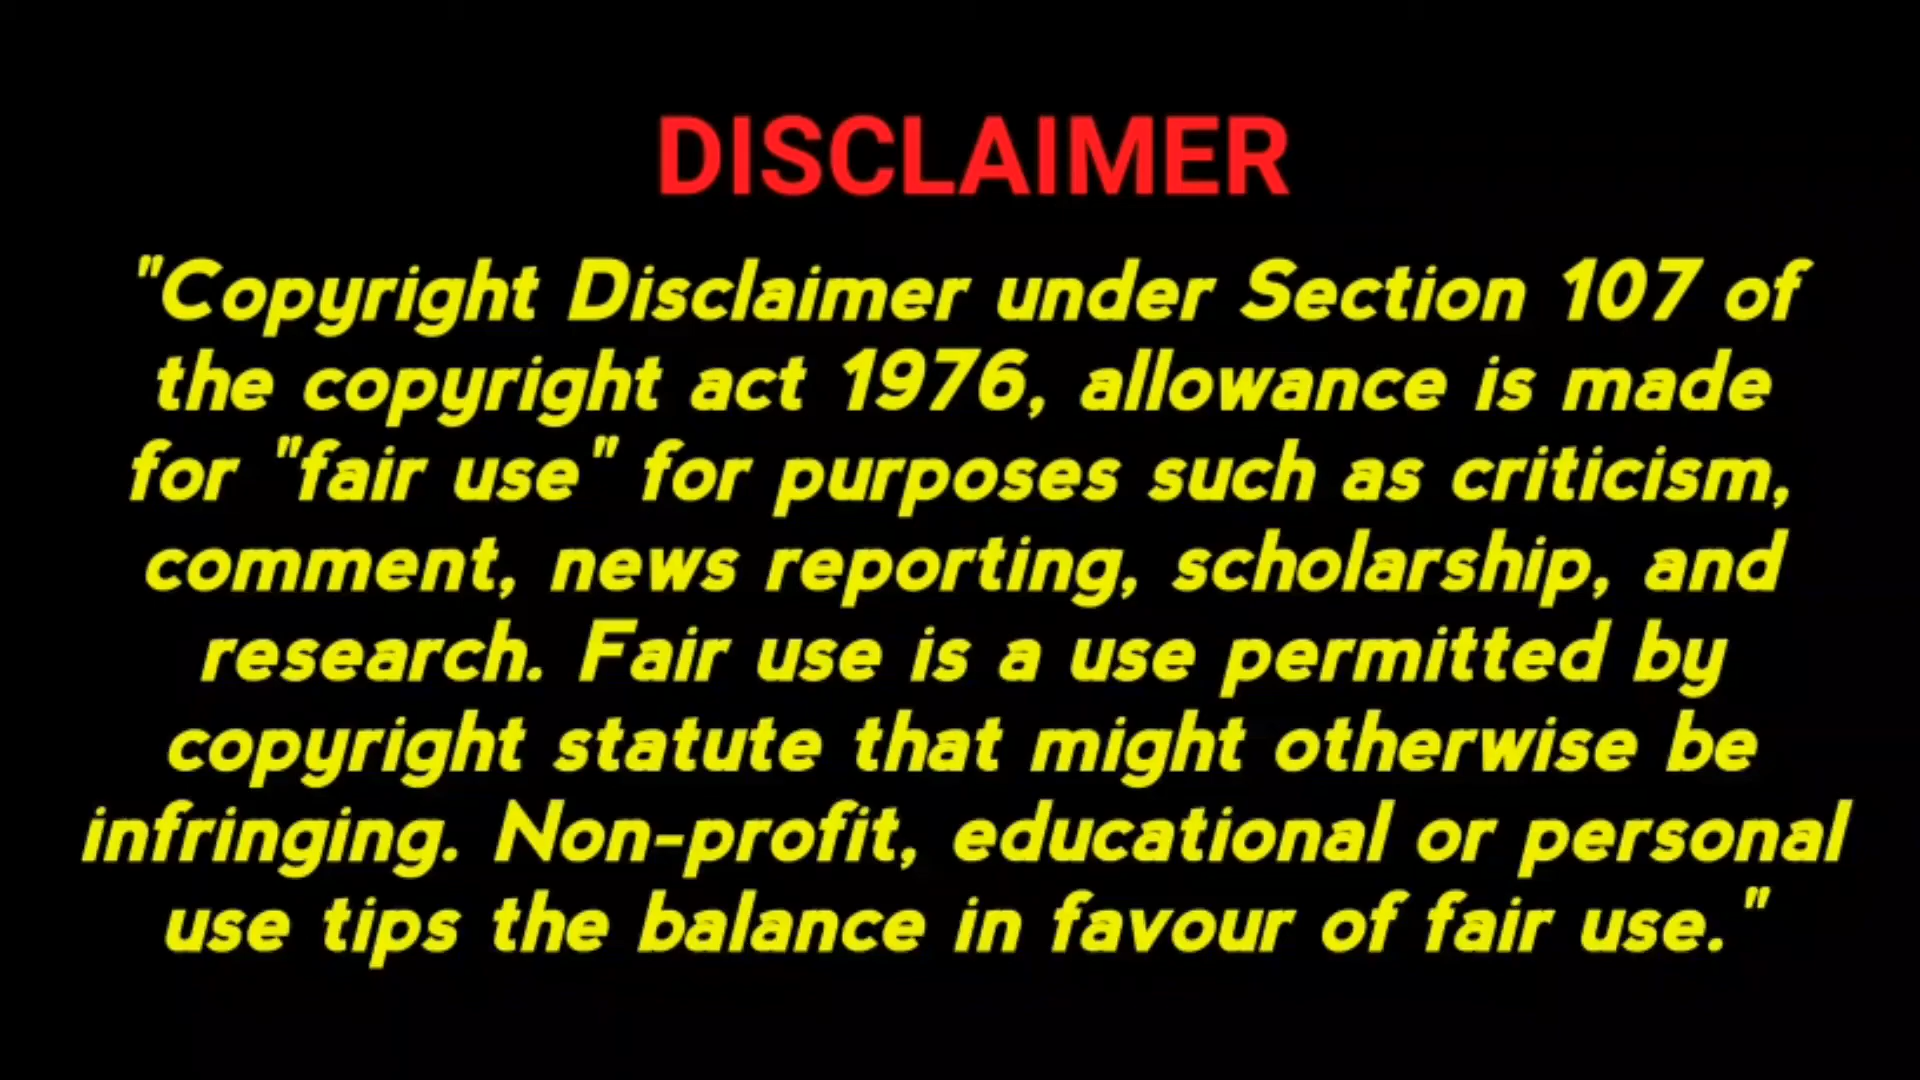 DISCLAIMER
"Copyright Disclaimer under Section 107 of
the copyright act 1976, allowance is made
for "fair use" for purposes such as criticism,
comment, news reporting, scholarship, and
research. Fair use is a use permitted by
copyright statute that might otherwise be
infringing. Non-profit, educational or personal
use tips the balance in favour of fair use."